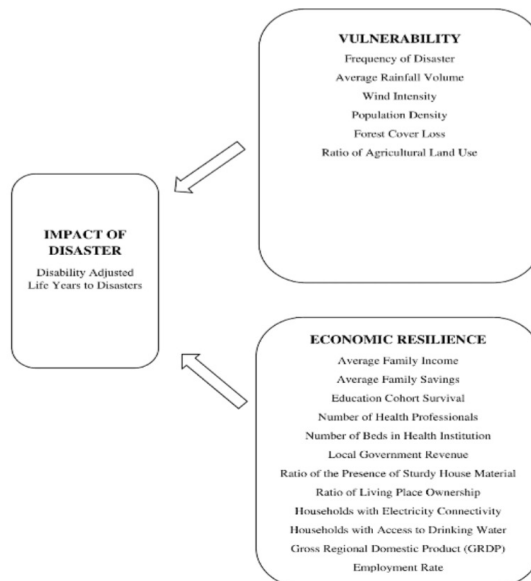 VULNERABILITY
Frequency of Disaster
Average Rainfall Volume
Wind Intensity
Population Density
Forest Cover Loss
Ratio of Agricultural Land Use
IMPACT OF
DISASTER
Disability Adjusted
Life Years to Disasters
ECONOMIC RESILIENCE
Average Family Income
Average Family Savings
Education Cohort Survival
Number of Health Professionals
Number of Beds in Health Institution
Local Government Revenue
Ratio of the Presence of Sturdy House Material
Ratio of Living Place Ownership
Households with Electricity Connectivity
Households with Access to Drinking Water
Gross Regional Domestic Product (GRDP)
Employment Rate